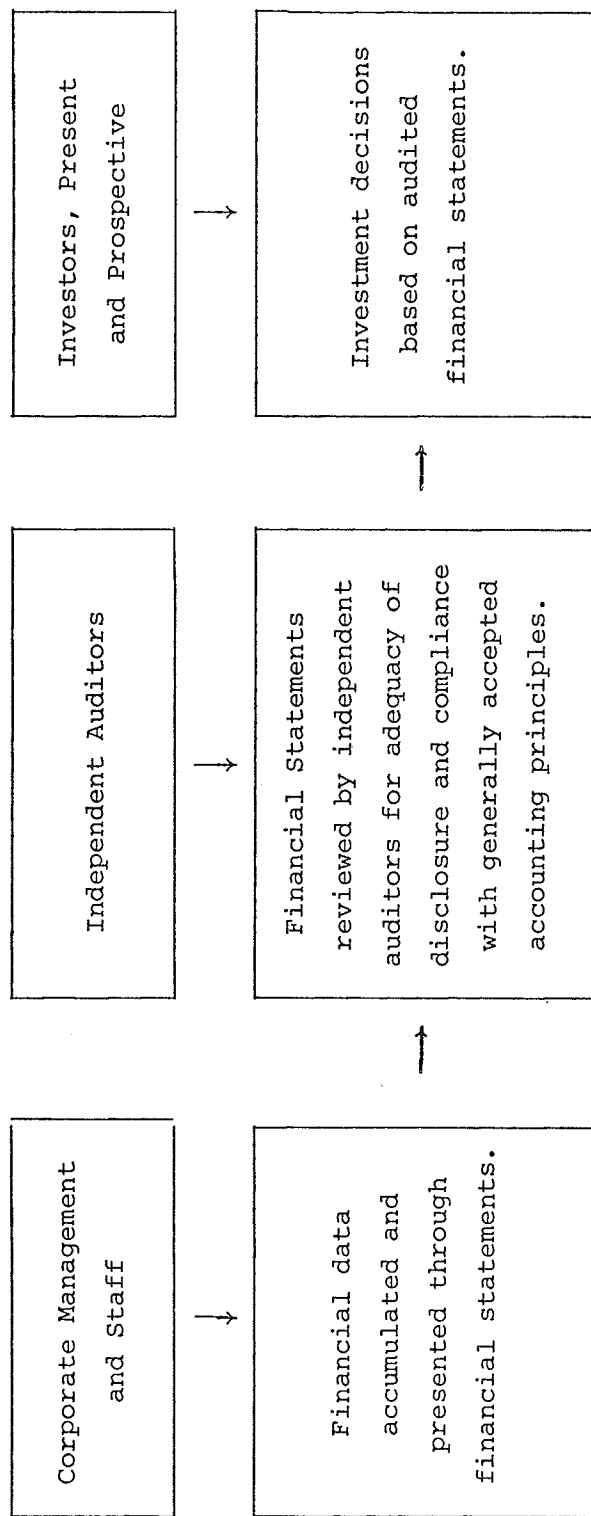 Corporate Management
and Staff
Financial data
accumulated and
presented through
financial statements.
Independent Auditors
Financial Statements
reviewed by independent
auditors for adequacy of
disclosure and compliance
with generally accepted
accounting principles.
Investors, Present
and Prospective
Investment decisions
based on audited
financial statements.